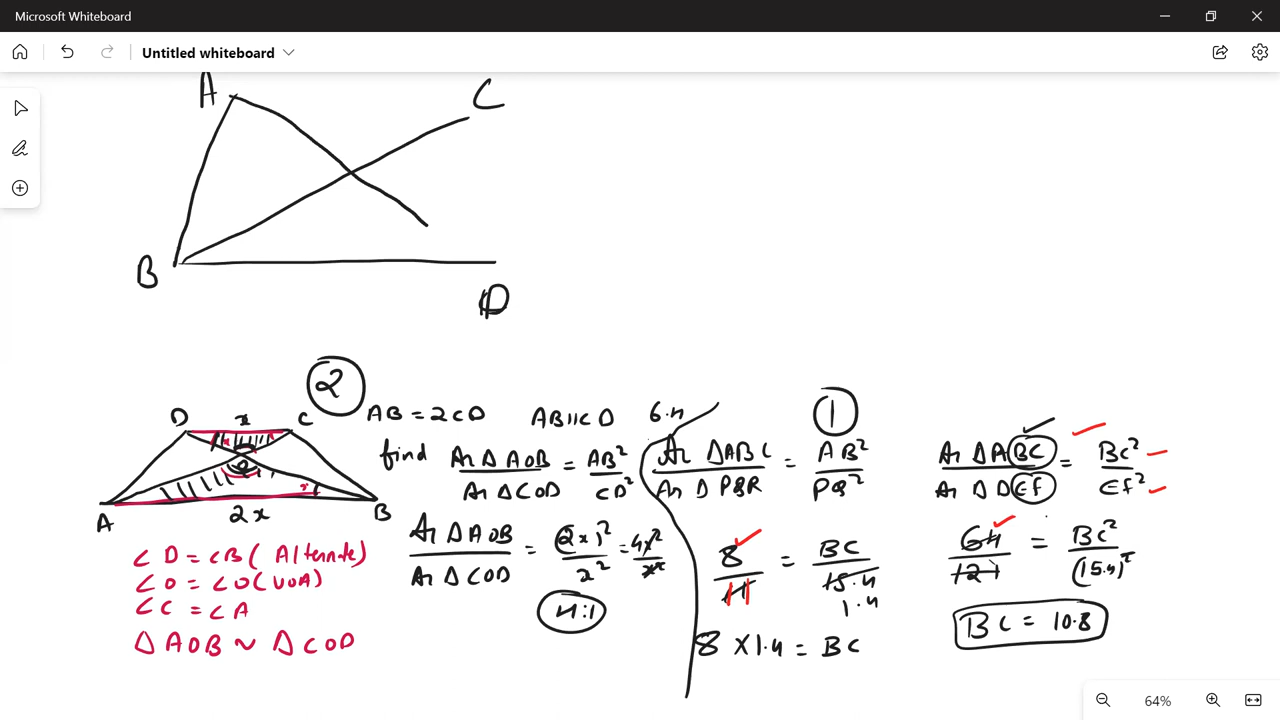 Microsoft Whiteboard
Untitled whiteboard
A
C
B
D
2
1
D x C
AB = 2CD AB || CD 6.4
find Ar Δ AOB / Ar Δ COD = AB² / CD²
O
A 2x B
Ar Δ AOB / Ar Δ COD = (2x)² / 2² = 4x² / x²
4:1
∠D = ∠B (Alternate)
∠O = ∠O (VOA)
∠C = ∠A
Δ AOB ~ Δ COD
Ar Δ ABC / Ar Δ PQR = AB² / PQ²
8 / 11 = BC / 15.4
1.4
8 × 1.4 = BC
Ar Δ ABC / Ar Δ DEF = BC² / EF²
64 / 121 = BC² / (15.4)²
BC = 10.8
64%